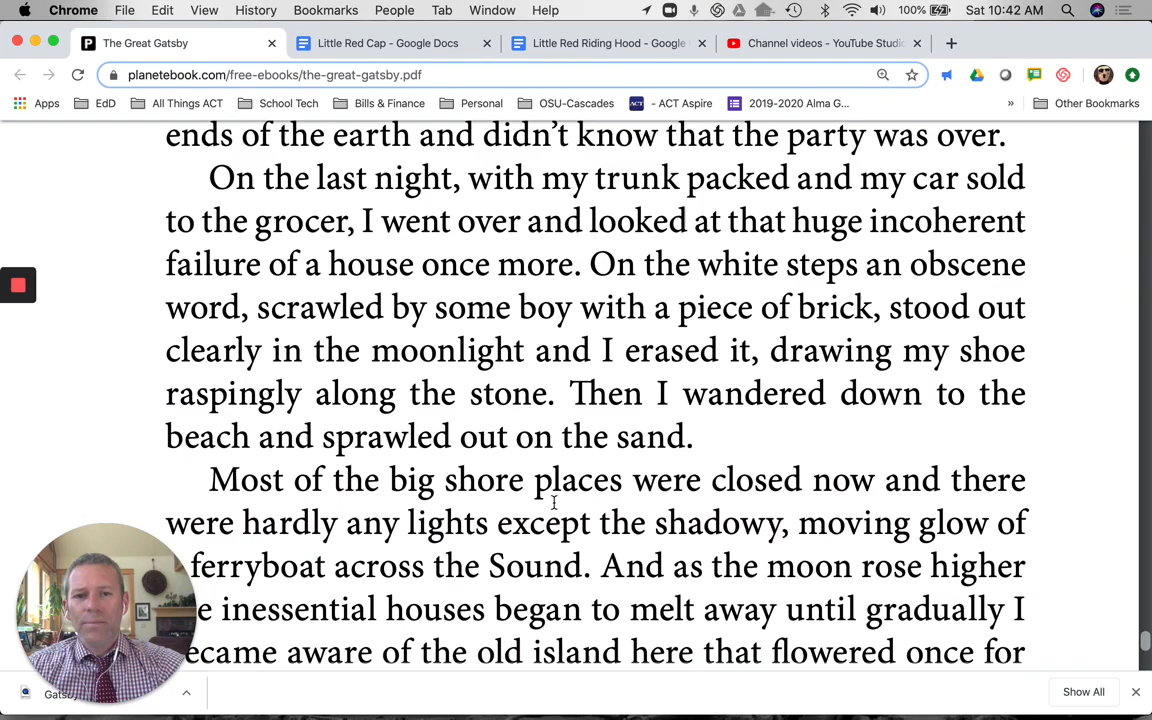 Chrome File Edit View History Bookmarks People Tab Window Help 100% Sat 10:42 AM
The Great Gatsby Little Red Cap - Google Docs Little Red Riding Hood - Google Channel videos - YouTube Studio
planetebook.com/free-ebooks/the-great-gatsby.pdf
Apps EdD All Things ACT School Tech Bills & Finance Personal OSU-Cascades ACT - ACT Aspire 2019-2020 Alma G... » Other Bookmarks
ends of the earth and didn’t know that the party was over.
On the last night, with my trunk packed and my car sold
to the grocer, I went over and looked at that huge incoherent
failure of a house once more. On the white steps an obscene
word, scrawled by some boy with a piece of brick, stood out
clearly in the moonlight and I erased it, drawing my shoe
raspingly along the stone. Then I wandered down to the
beach and sprawled out on the sand.
Most of the big shore places were closed now and there
were hardly any lights except the shadowy, moving glow of
ferryboat across the Sound. And as the moon rose higher
inessential houses began to melt away until gradually I
ecame aware of the old island here that flowered once for
Gats Show All